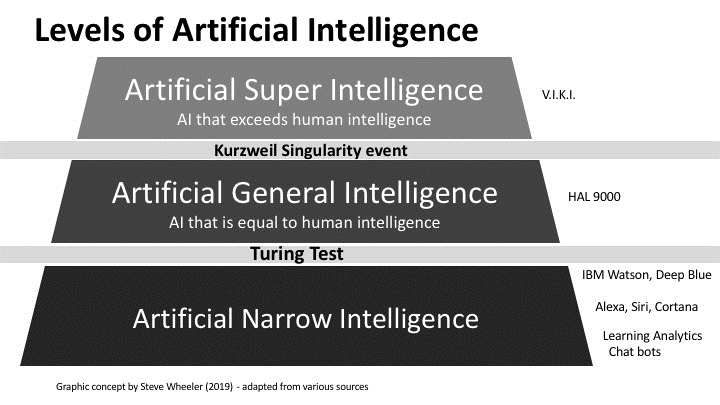 Levels of Artificial Intelligence
Artificial Super Intelligence
AI that exceeds human intelligence
V.I.K.I.
Kurzweil Singularity event
Artificial General Intelligence
AI that is equal to human intelligence
HAL 9000
Turing Test
IBM Watson, Deep Blue
Alexa, Siri, Cortana
Artificial Narrow Intelligence
Learning Analytics
Chat bots
Graphic concept by Steve Wheeler (2019) - adapted from various sources